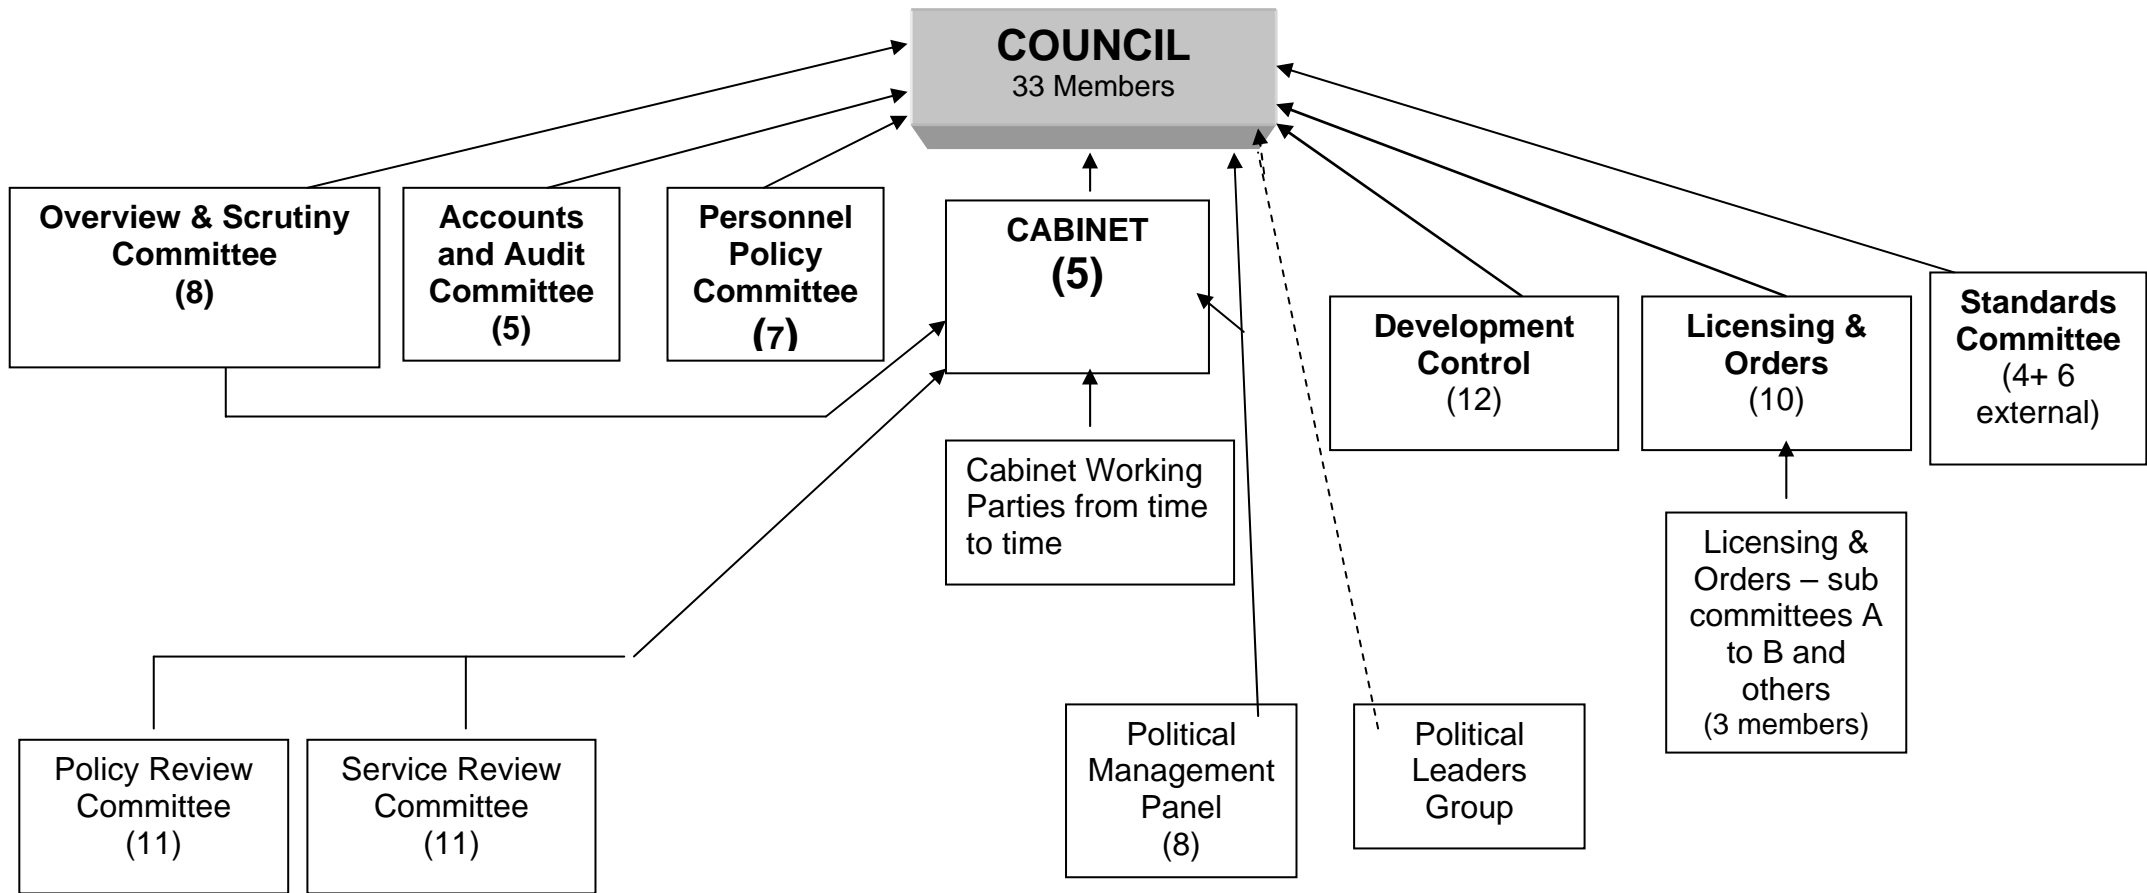 COUNCIL
33 Members
Overview & Scrutiny
Committee
(8)
Accounts
and Audit
Committee
(5)
Personnel
Policy
Committee
(7)
CABINET
(5)
Development
Control
(12)
Licensing &
Orders
(10)
Standards
Committee
(4+ 6
external)
Cabinet Working
Parties from time
to time
Licensing &
Orders – sub
committees A
to B and
others
(3 members)
Policy Review
Committee
(11)
Service Review
Committee
(11)
Political
Management
Panel
(8)
Political
Leaders
Group